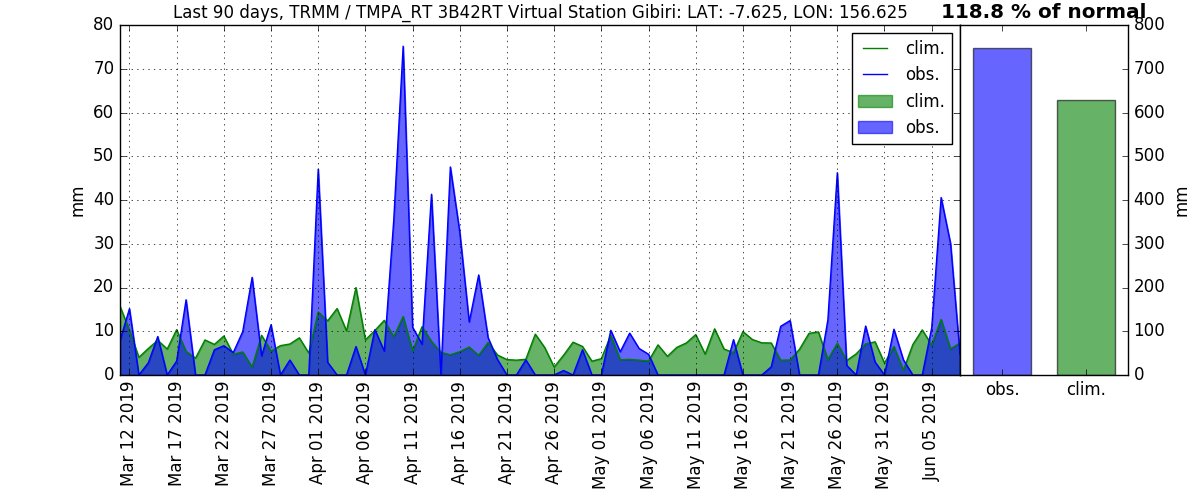 Last 90 days, TRMM / TMPA_RT 3B42RT Virtual Station Gibiri: LAT: -7.625, LON: 156.625
118.8 % of normal
80
70
60
50
40
30
20
10
0
mm
clim.
obs.
clim.
obs.
800
700
600
500
400
300
200
100
0
mm
Mar 12 2019
Mar 17 2019
Mar 22 2019
Mar 27 2019
Apr 01 2019
Apr 06 2019
Apr 11 2019
Apr 16 2019
Apr 21 2019
Apr 26 2019
May 01 2019
May 06 2019
May 11 2019
May 16 2019
May 21 2019
May 26 2019
May 31 2019
Jun 05 2019
obs.
clim.